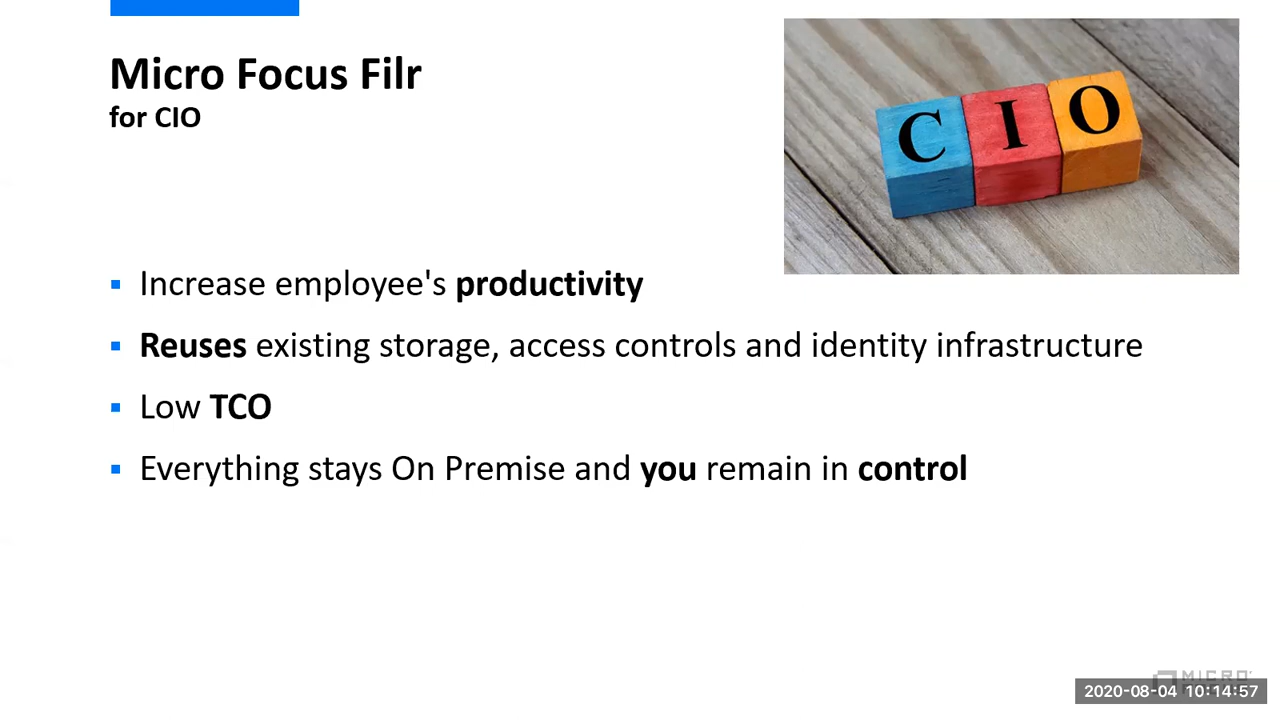 Micro Focus Filr
for CIO
C I O
Increase employee's productivity
Reuses existing storage, access controls and identity infrastructure
Low TCO
Everything stays On Premise and you remain in control
MICRO
2020-08-04 10:14:57